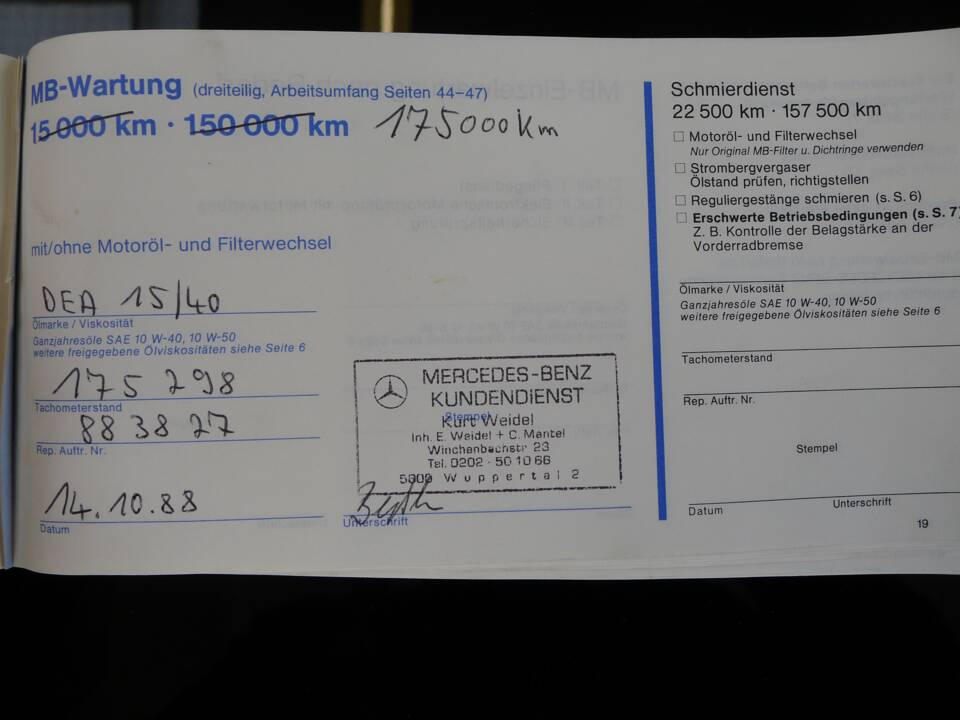 MB-Wartung (dreiteilig, Arbeitsumfang Seiten 44–47)
15 000 km · 150 000 km 175000 Km
mit/ohne Motoröl- und Filterwechsel
DEA 15/40
Ölmarke / Viskosität
Ganzjahresöle SAE 10 W-40, 10 W-50
weitere freigegebene Ölviskositäten siehe Seite 6
175 298
Tachometerstand
88 38 27
Rep. Auftr. Nr.
14.10.88
Datum
MERCEDES-BENZ
KUNDENDIENST
Stempel
Kurt Weidel
Inh. E. Weidel + C. Mantel
Winchenbachstr 23
Tel. 0202 - 50 10 66
5600 Wuppertal 2
Unterschrift
Schmierdienst
22 500 km · 157 500 km
Motoröl- und Filterwechsel
Nur Original MB-Filter u. Dichtringe verwenden
Strombergvergaser
Ölstand prüfen, richtigstellen
Reguliergestänge schmieren (s. S. 6)
Erschwerte Betriebsbedingungen (s. S. 7)
Z. B. Kontrolle der Belagstärke an der
Vorderradbremse
Ölmarke / Viskosität
Ganzjahresöle SAE 10 W-40, 10 W-50
weitere freigegebene Ölviskositäten siehe Seite 6
Tachometerstand
Rep. Auftr. Nr.
Stempel
Datum
Unterschrift
19